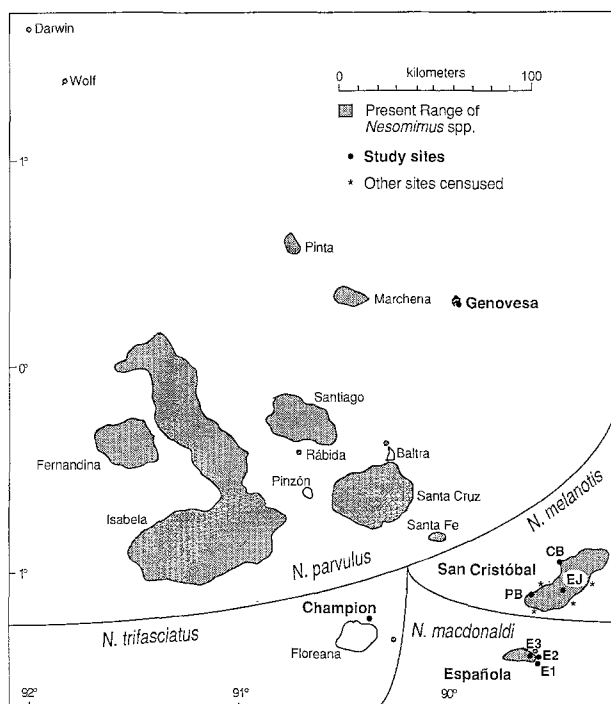 Darwin
Wolf
0 kilometers 100
Present Range of
Nesomimus spp.
Study sites
* Other sites censused
1°
Pinta
Marchena
Genovesa
0°
Santiago
Fernandina
Rábida
Baltra
Pinzón
Isabela
Santa Cruz
Santa Fe
N. melanotis
N. parvulus
1°
CB
San Cristóbal
EJ
PB
Champion
N. trifasciatus
N. macdonaldi
Floreana
E3
E2
Española
E1
92°
91°
90°